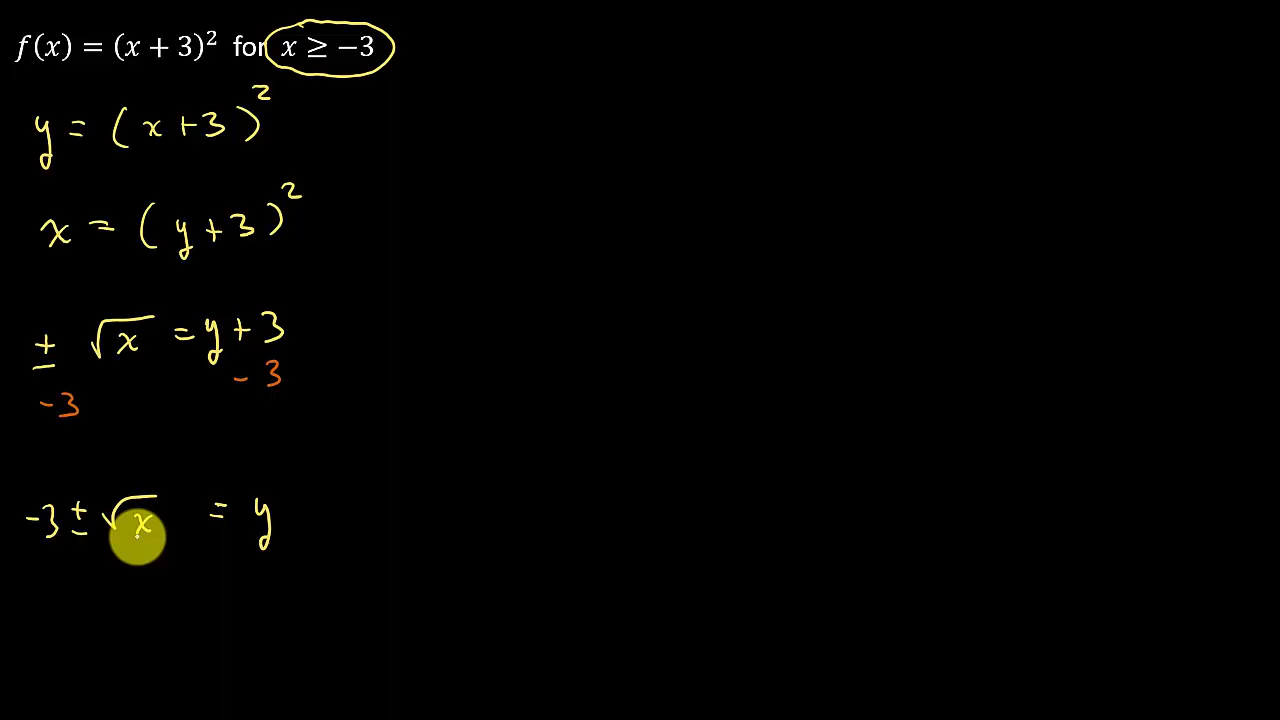 f(x) = (x + 3)² for x ≥ −3
y = (x + 3)²
x = (y + 3)²
± √x = y + 3
− 3
− 3
−3 ± √x = y